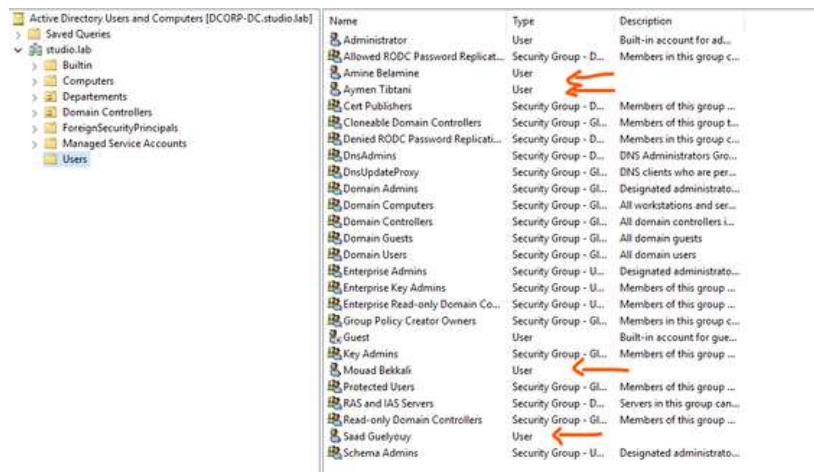 Active Directory Users and Computers [DCORP-DC.studio.lab]
Saved Queries
studio.lab
Builtin
Computers
Departements
Domain Controllers
ForeignSecurityPrincipals
Managed Service Accounts
Users
Name Type Description
Administrator User Built-in account for ad...
Allowed RODC Password Replicat... Security Group - D... Members in this group c...
Amine Belamine User
Aymen Tibtani User
Cert Publishers Security Group - D... Members of this group ...
Cloneable Domain Controllers Security Group - Gl... Members of this group t...
Denied RODC Password Replicati... Security Group - D... Members in this group c...
DnsAdmins Security Group - D... DNS Administrators Gro...
DnsUpdateProxy Security Group - Gl... DNS clients who are per...
Domain Admins Security Group - Gl... Designated administrato...
Domain Computers Security Group - Gl... All workstations and ser...
Domain Controllers Security Group - Gl... All domain controllers i...
Domain Guests Security Group - Gl... All domain guests
Domain Users Security Group - Gl... All domain users
Enterprise Admins Security Group - U... Designated administrato...
Enterprise Key Admins Security Group - U... Members of this group ...
Enterprise Read-only Domain Co... Security Group - U... Members of this group ...
Group Policy Creator Owners Security Group - Gl... Members in this group c...
Guest User Built-in account for gue...
Key Admins Security Group - Gl... Members of this group ...
Mouad Bekkali User
Protected Users Security Group - Gl... Members of this group ...
RAS and IAS Servers Security Group - D... Servers in this group can...
Read-only Domain Controllers Security Group - Gl... Members of this group ...
Saad Guelyouy User
Schema Admins Security Group - U... Designated administrato...